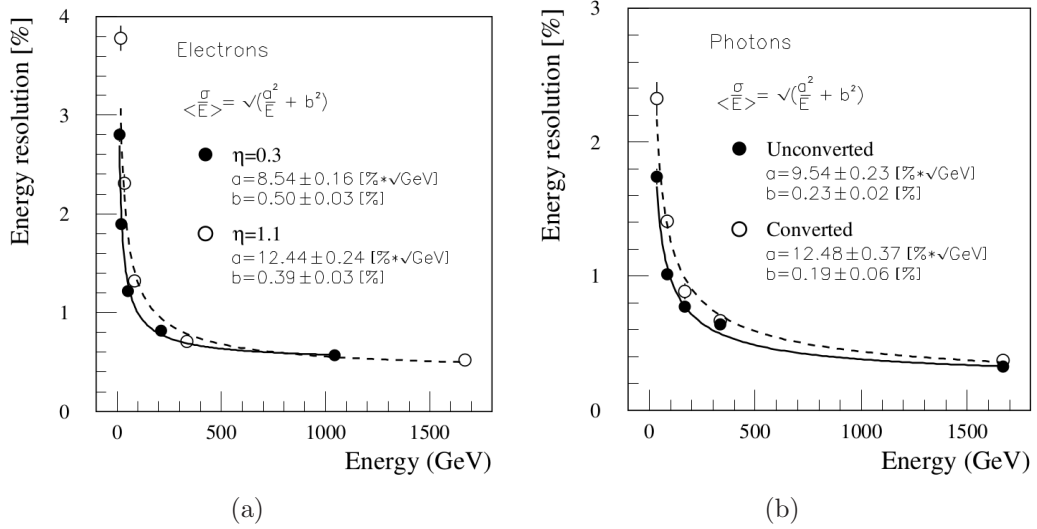 Energy resolution [%]
4
3
2
1
0
Electrons
σ
<E> = √(a²/E + b²)
η=0.3
a=8.54±0.16 [%*√GeV]
b=0.50±0.03 [%]
η=1.1
a=12.44±0.24 [%*√GeV]
b=0.39±0.03 [%]
0 500 1000 1500
Energy (GeV)
(a)
Energy resolution [%]
3
2
1
0
Photons
σ
<E> = √(a²/E + b²)
Unconverted
a=9.54±0.23 [%*√GeV]
b=0.23±0.02 [%]
Converted
a=12.48±0.37 [%*√GeV]
b=0.19±0.06 [%]
0 500 1000 1500
Energy (GeV)
(b)